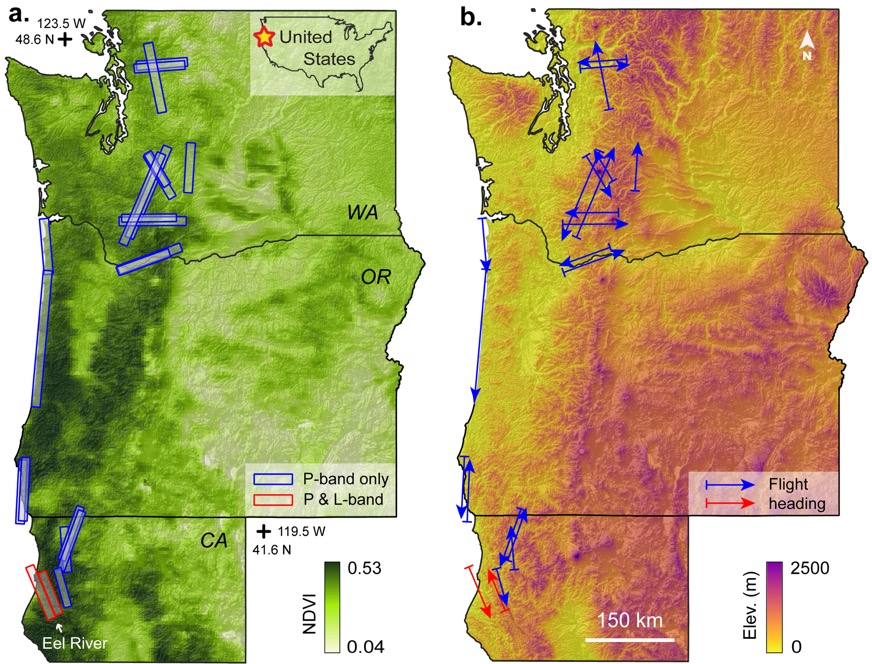 a.
123.5 W
48.6 N
United
States
WA
OR
P-band only
P & L-band
CA
119.5 W
41.6 N
NDVI
0.53
0.04
Eel River
b.
N
Flight
heading
150 km
Elev. (m)
2500
0